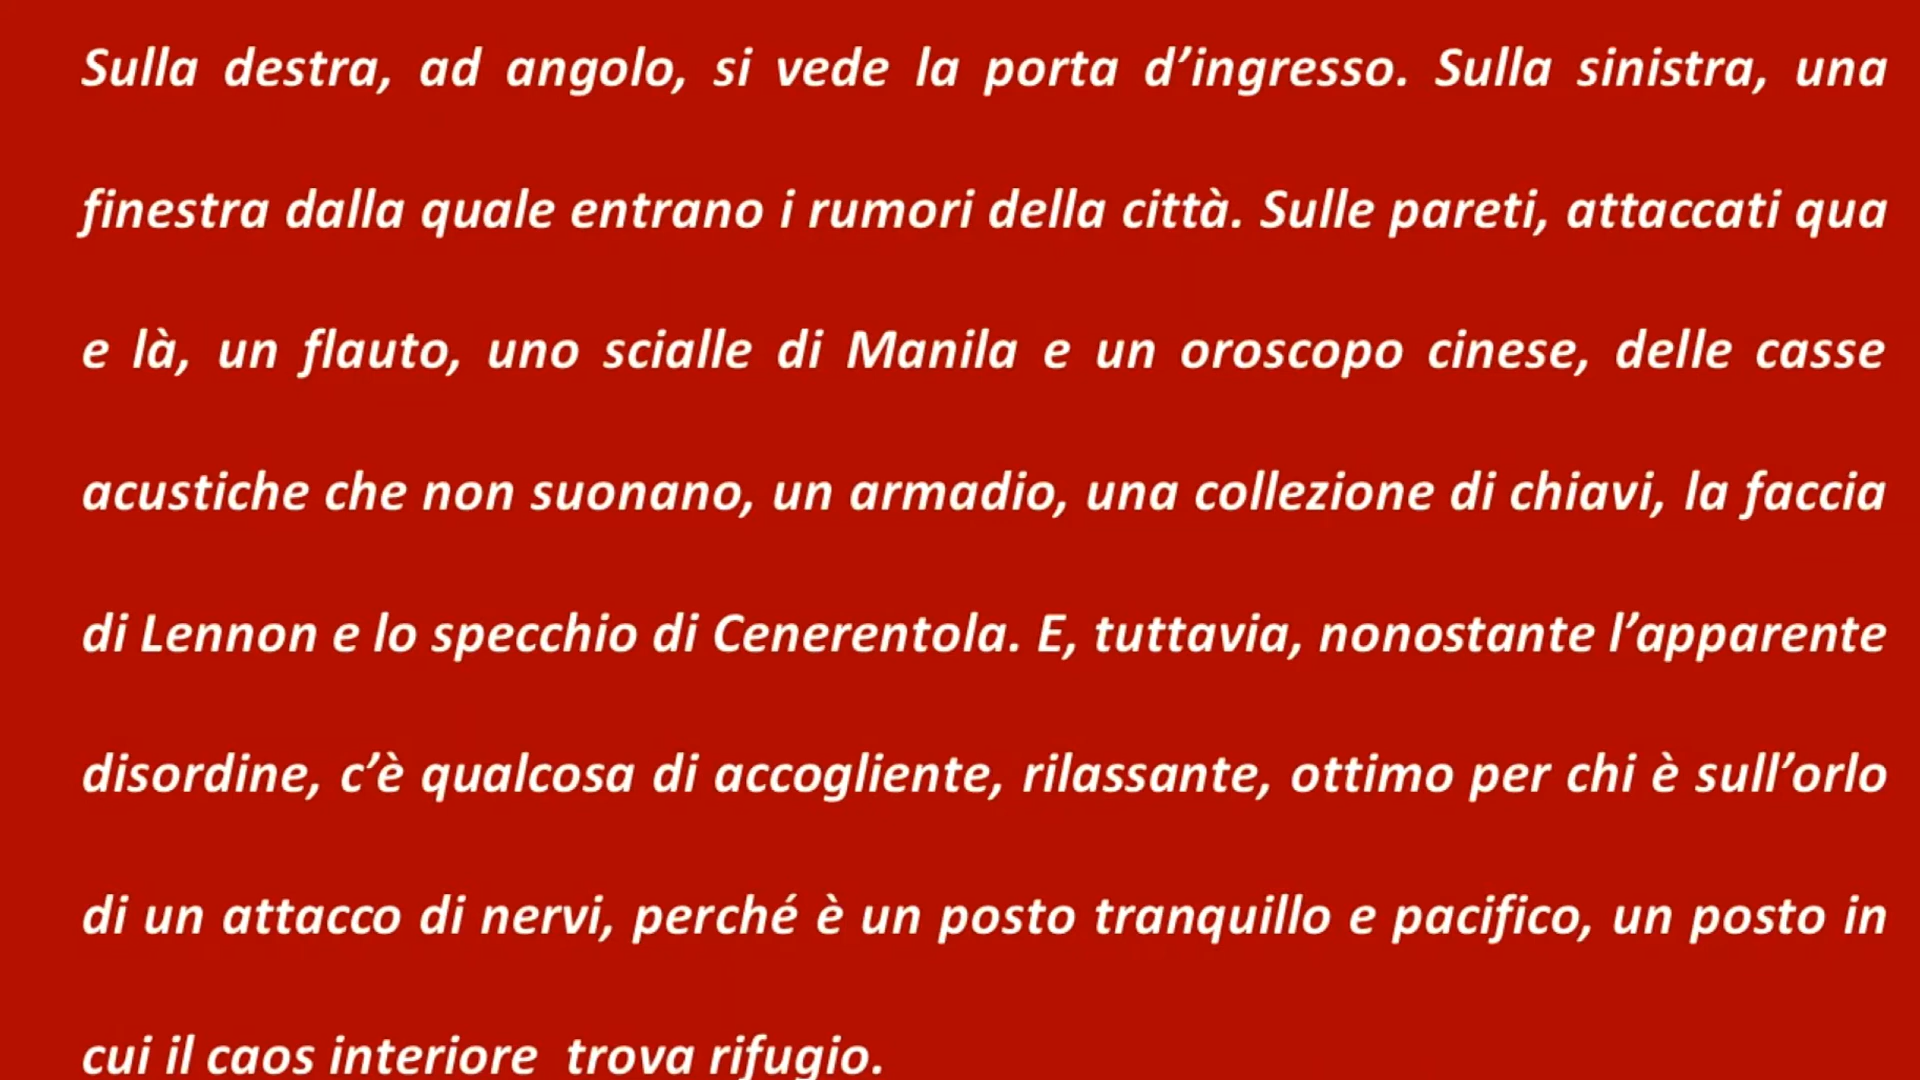 Sulla destra, ad angolo, si vede la porta d’ingresso. Sulla sinistra, una
finestra dalla quale entrano i rumori della città. Sulle pareti, attaccati qua
e là, un flauto, uno scialle di Manila e un oroscopo cinese, delle casse
acustiche che non suonano, un armadio, una collezione di chiavi, la faccia
di Lennon e lo specchio di Cenerentola. E, tuttavia, nonostante l’apparente
disordine, c’è qualcosa di accogliente, rilassante, ottimo per chi è sull’orlo
di un attacco di nervi, perché è un posto tranquillo e pacifico, un posto in
cui il caos interiore  trova rifugio.